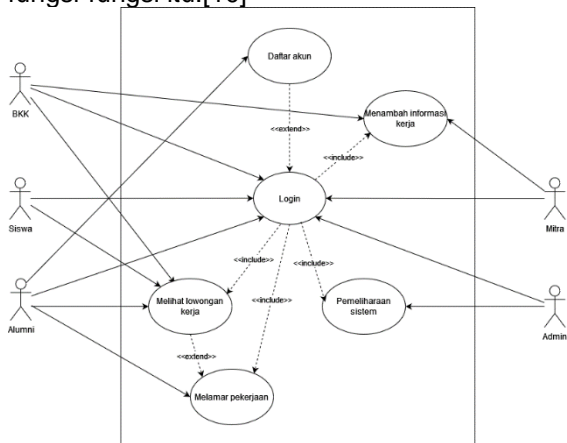 fungsi-fungsi itu.[10]
Daftar akun
BKK
Menambah informasi
kerja
<<extend>>
<<include>>
Login
Siswa
Mitra
<<include>>
<<include>>
<<include>>
Melihat lowongan
kerja
Pemeliharaan
sistem
Alumni
Admin
<<extend>>
Melamar pekerjaan